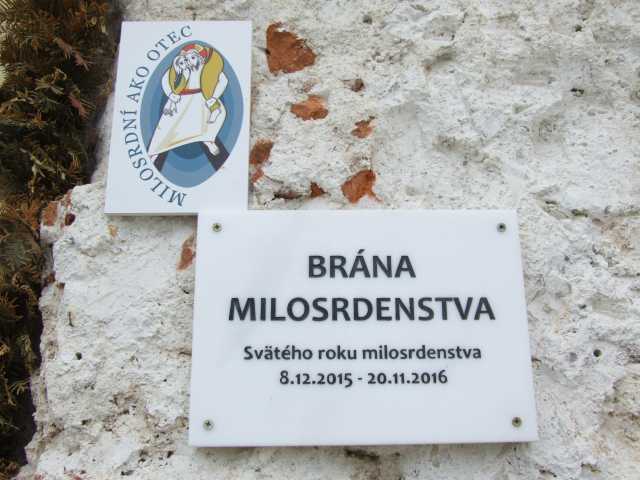 MILOSRDNÍ AKO OTEC
BRÁNA
MILOSRDENSTVA
Svätého roku milosrdenstva
8.12.2015 - 20.11.2016